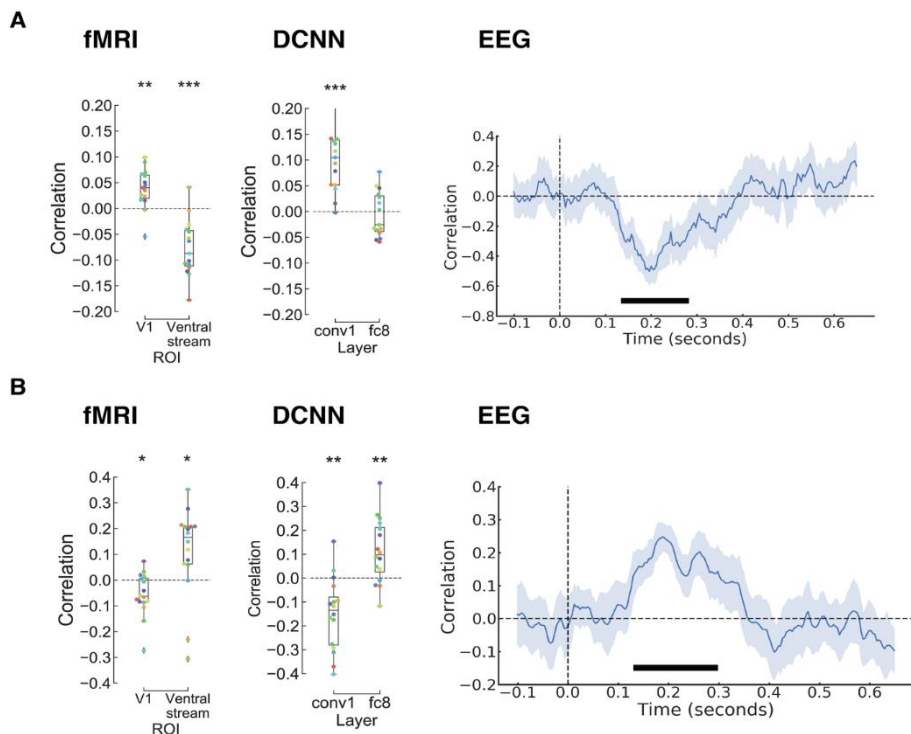 A
fMRI
DCNN
EEG
**
***
***
Correlation
0.20
0.15
0.10
0.05
0.00
−0.05
−0.10
−0.15
−0.20
V1
Ventral
stream
ROI
Correlation
0.20
0.15
0.10
0.05
0.00
−0.05
−0.10
−0.15
−0.20
conv1
fc8
Layer
Correlation
0.4
0.2
0.0
−0.2
−0.4
−0.6
−0.8
−0.1
0.0
0.1
0.2
0.3
0.4
0.5
0.6
Time (seconds)
B
fMRI
DCNN
EEG
*
*
**
**
Correlation
0.4
0.3
0.2
0.1
0.0
−0.1
−0.2
−0.3
−0.4
V1
Ventral
stream
ROI
Correlation
0.4
0.3
0.2
0.1
0.0
−0.1
−0.2
−0.3
−0.4
conv1
fc8
Layer
Correlation
0.4
0.3
0.2
0.1
0.0
−0.1
−0.2
−0.1
0.0
0.1
0.2
0.3
0.4
0.5
0.6
Time (seconds)